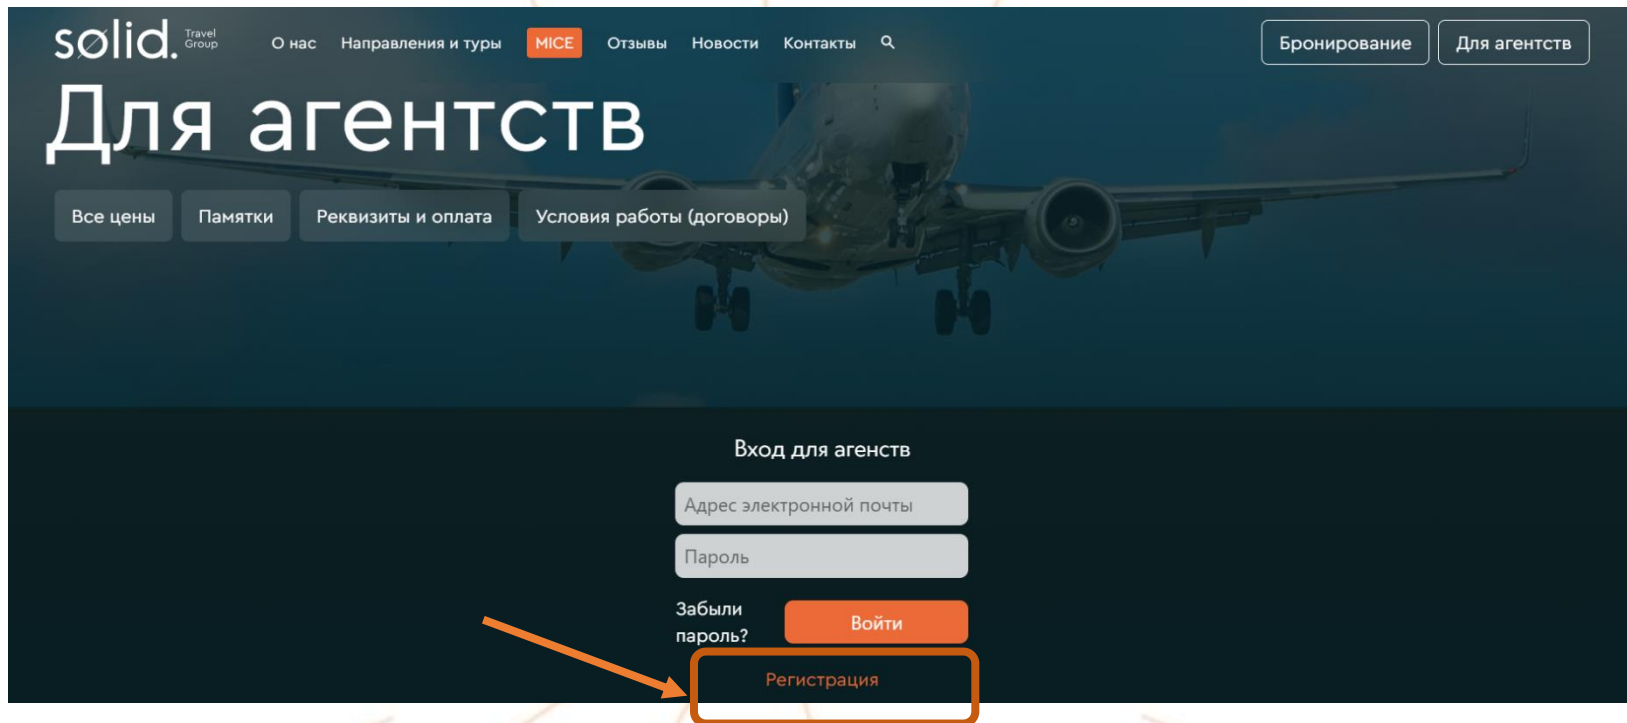 sølid. Travel Group
О нас Направления и туры MICE Отзывы Новости Контакты Бронирование Для агентств
Для агентств
Все цены Памятки Реквизиты и оплата Условия работы (договоры)
Вход для агенств
Адрес электронной почты
Пароль
Забыли
пароль?
Войти
Регистрация